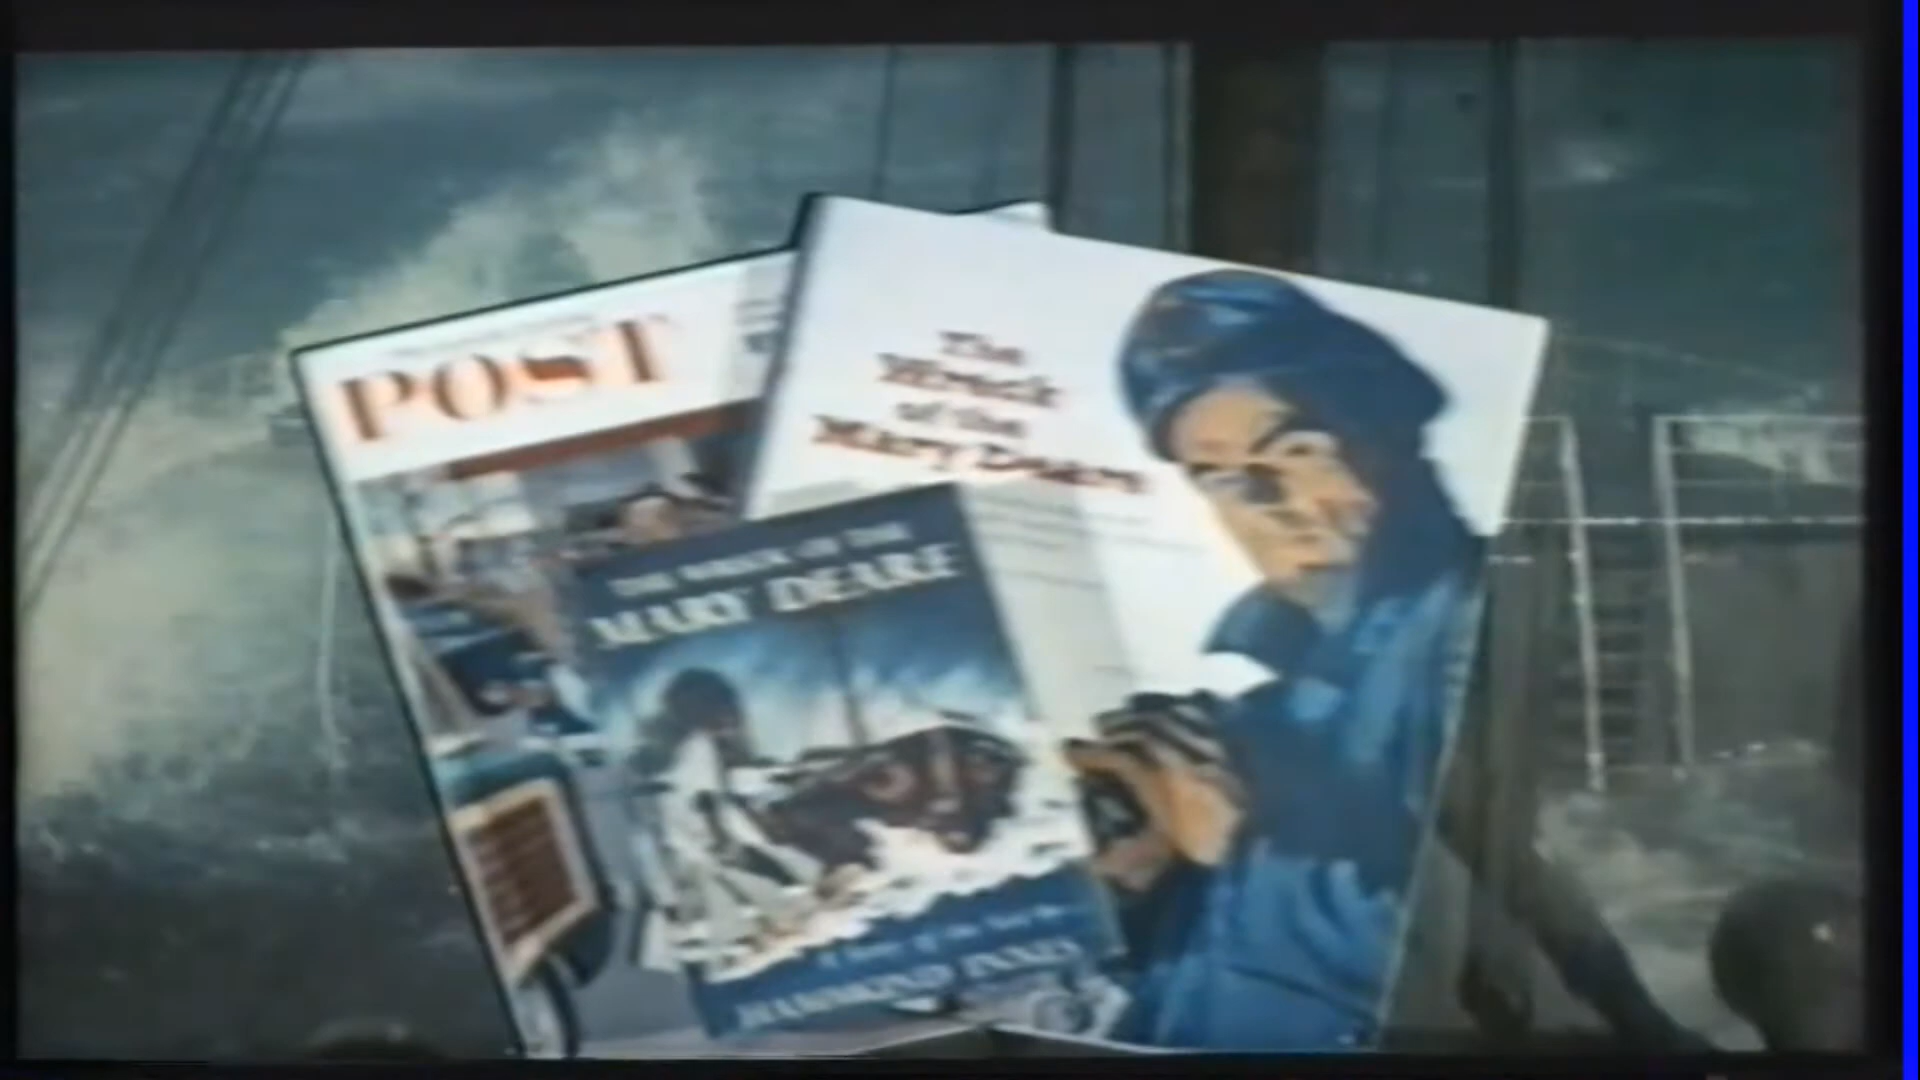 POST
The
Wreck
of the
Mary Deare
THE WRECK OF THE
MARY DEARE
HAMMOND INNES